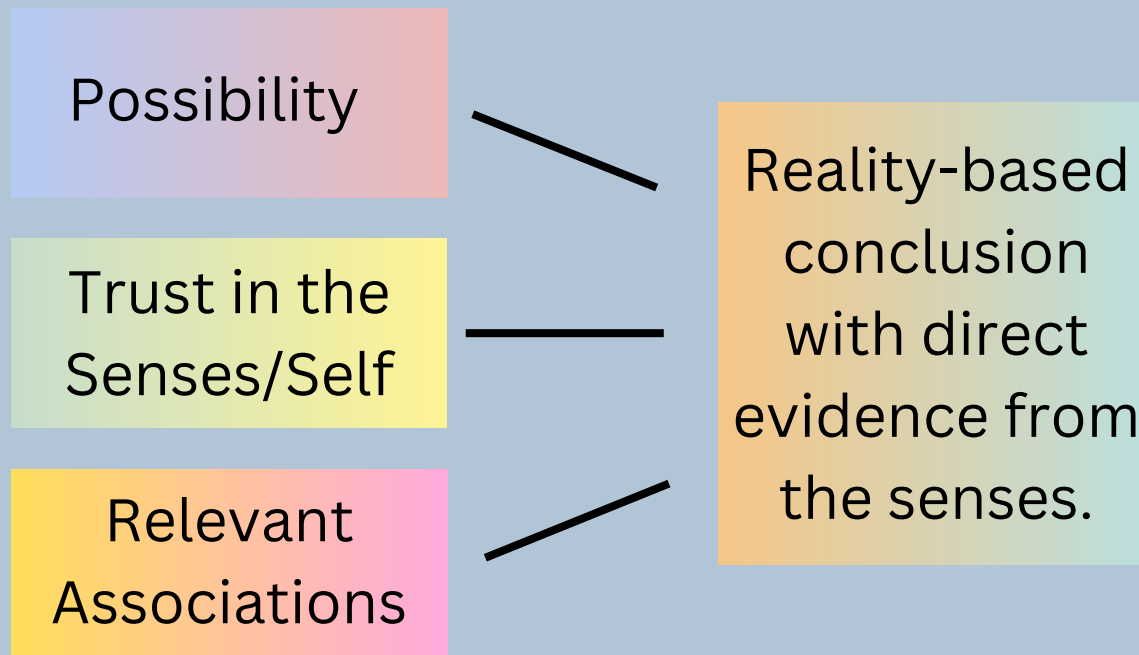 Possibility
Trust in the
Senses/Self
Relevant
Associations
Reality-based
conclusion
with direct
evidence from
the senses.